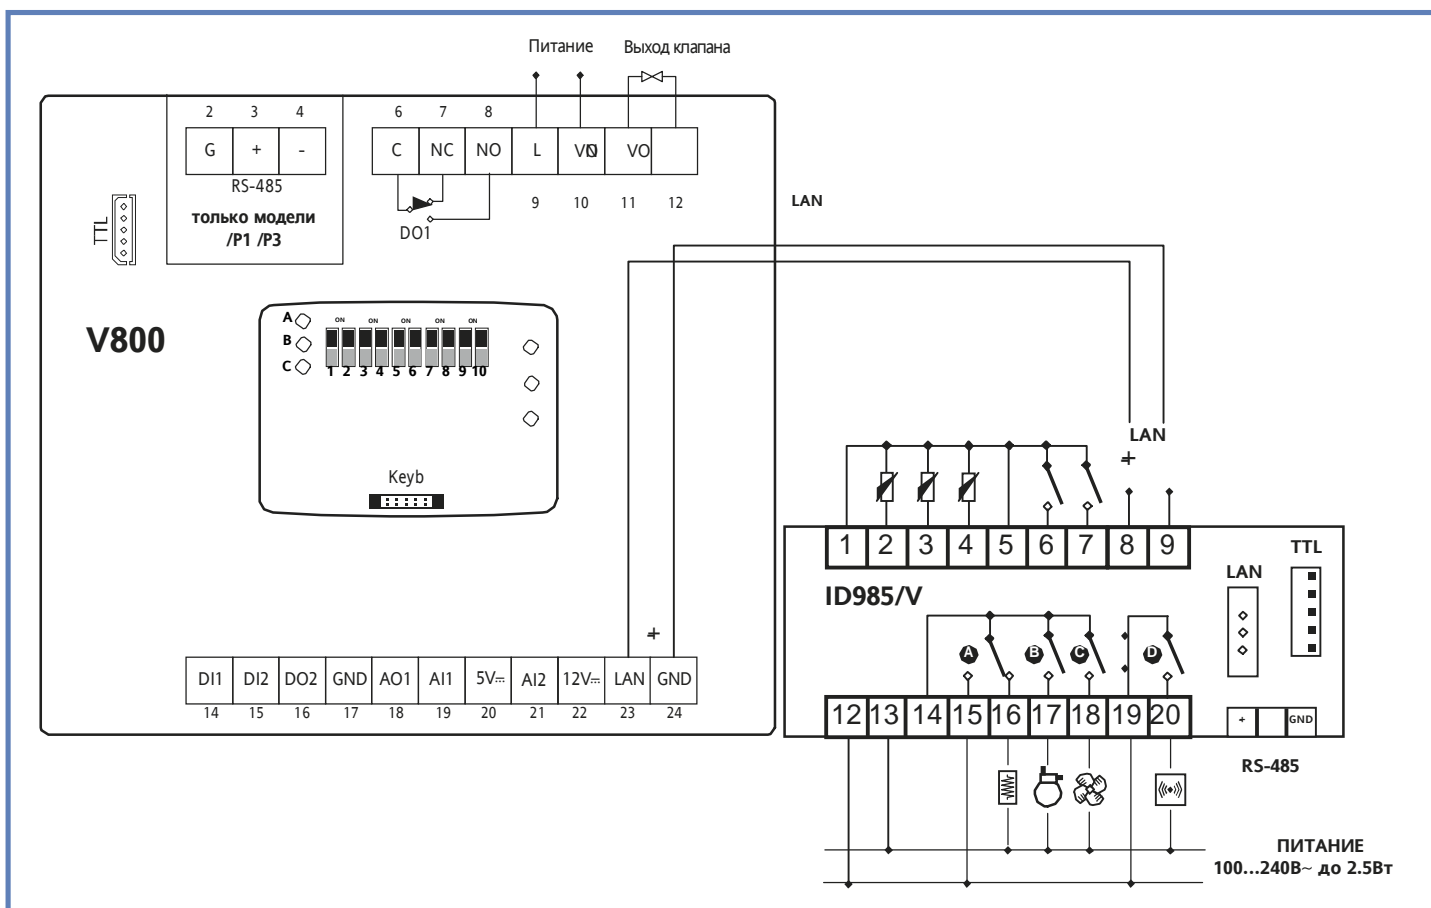 Питание Выход клапана
2 3 4 6 7 8
G + - C NC NO L VO
RS-485
9 10 11 12
LAN
только модели
/P1 /P3
DO1
TTL
V800
A
B
C
ON ON ON ON ON
1 2 3 4 5 6 7 8 9 10
Keyb
LAN
+
1 2 3 4 5 6 7 8 9
TTL
LAN
ID985/V
+
A B C D
DI1 DI2 DO2 GND AO1 AI1 5V⎓ AI2 12V⎓ LAN GND
14 15 16 17 18 19 20 21 22 23 24
12 13 14 15 16 17 18 19 20
+ GND
RS-485
ПИТАНИЕ
100...240В~ до 2.5Вт